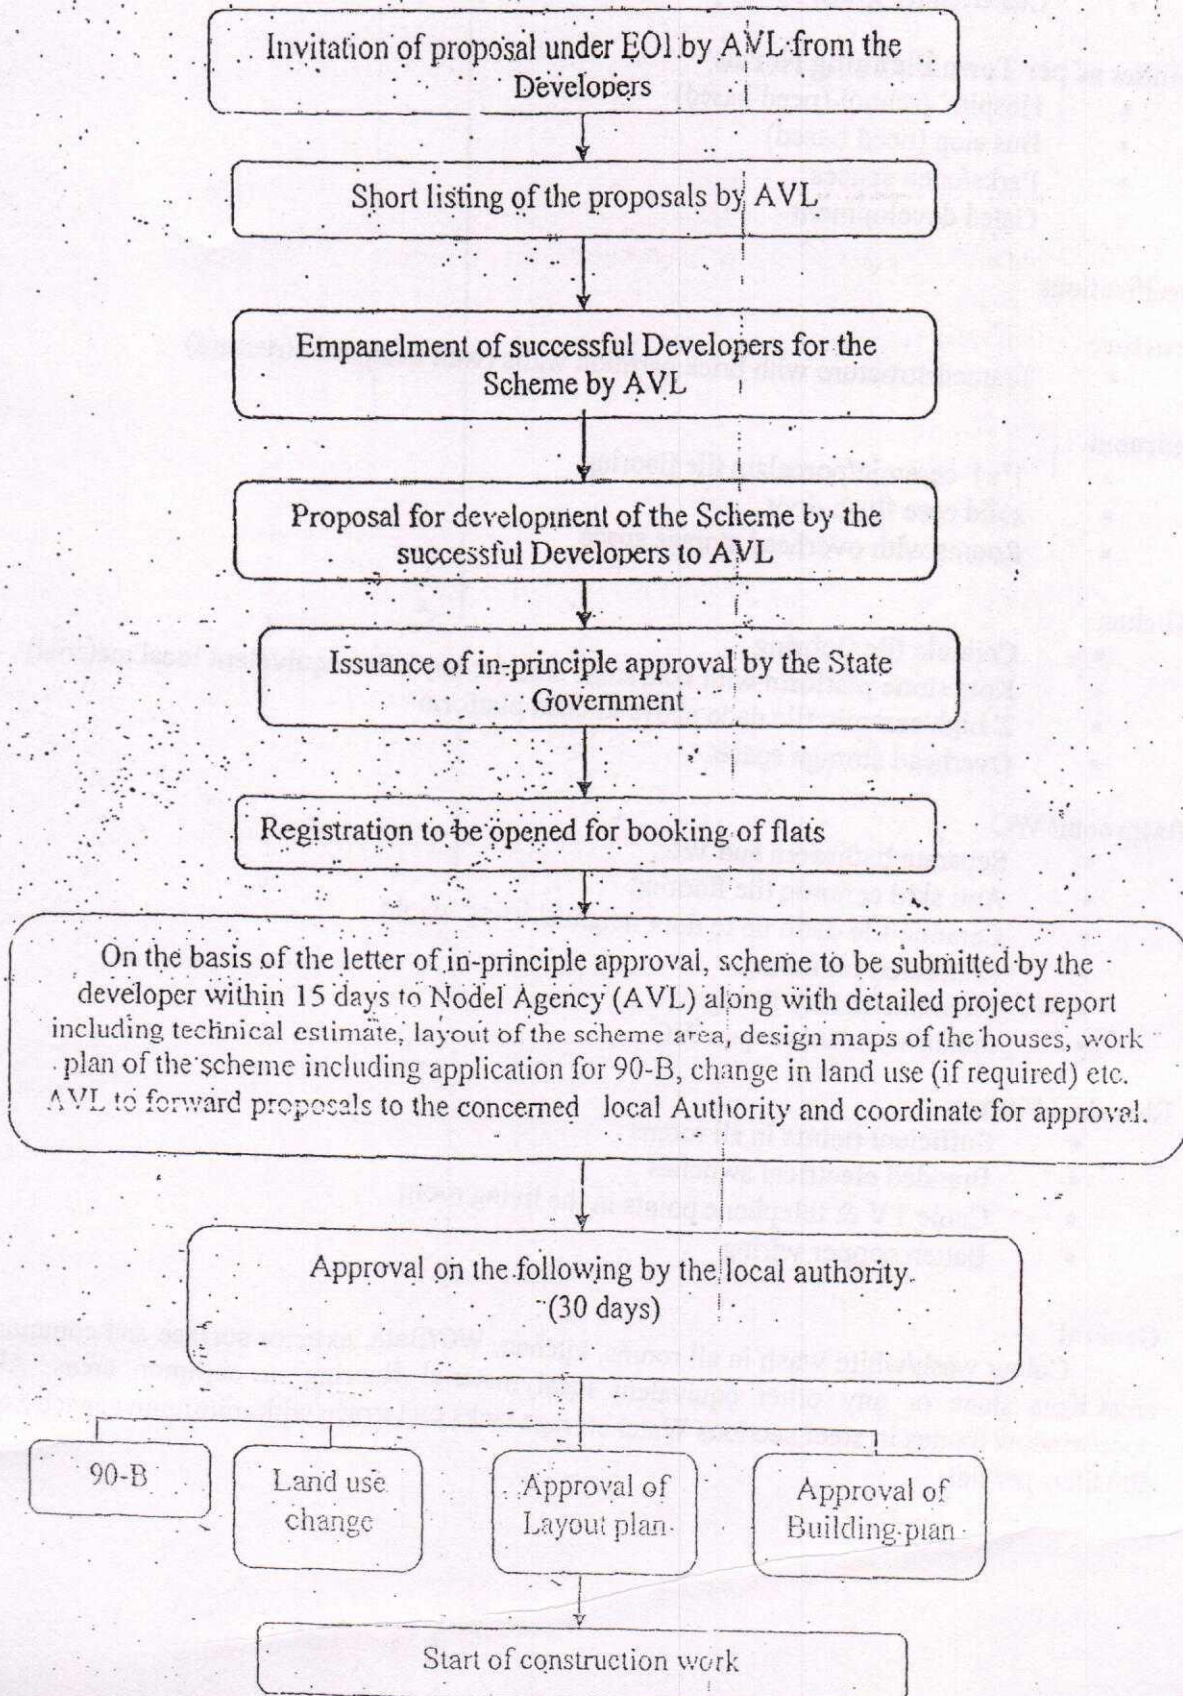 Invitation of proposal under EOI by AVL from the
Developers
Short listing of the proposals by AVL
Empanelment of successful Developers for the
Scheme by AVL
Proposal for development of the Scheme by the
successful Developers to AVL
Issuance of in-principle approval by the State
Government
Registration to be opened for booking of flats
On the basis of the letter of in-principle approval, scheme to be submitted by the
developer within 15 days to Nodel Agency (AVL) along with detailed project report
including technical estimate, layout of the scheme area, design maps of the houses, work
plan of the scheme including application for 90-B, change in land use (if required) etc.
AVL to forward proposals to the concerned local Authority and coordinate for approval.
Approval on the following by the local authority.
(30 days)
90-B
Land use
change
Approval of
Layout plan
Approval of
Building plan
Start of construction work